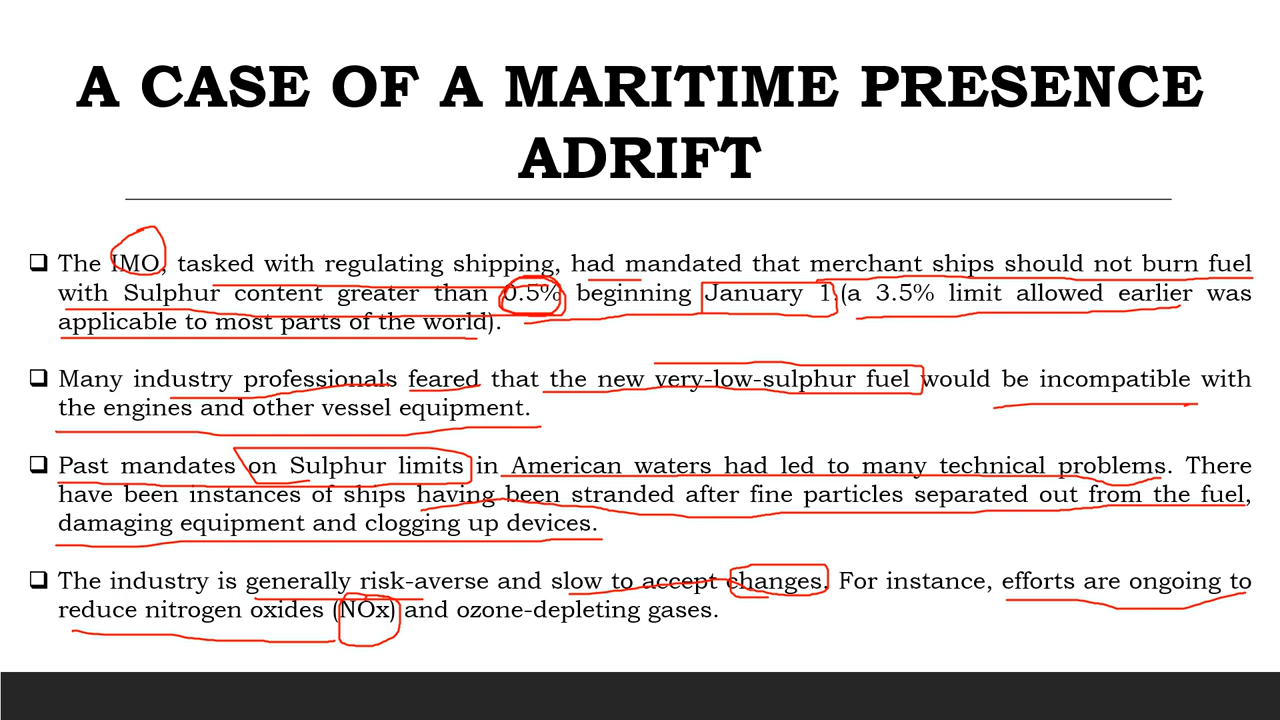 A CASE OF A MARITIME PRESENCE
ADRIFT
❑ The IMO, tasked with regulating shipping, had mandated that merchant ships should not burn fuel
with Sulphur content greater than 0.5% beginning January 1 (a 3.5% limit allowed earlier was
applicable to most parts of the world).
❑ Many industry professionals feared that the new very-low-sulphur fuel would be incompatible with
the engines and other vessel equipment.
❑ Past mandates on Sulphur limits in American waters had led to many technical problems. There
have been instances of ships having been stranded after fine particles separated out from the fuel,
damaging equipment and clogging up devices.
❑ The industry is generally risk-averse and slow to accept changes. For instance, efforts are ongoing to
reduce nitrogen oxides (NOx) and ozone-depleting gases.